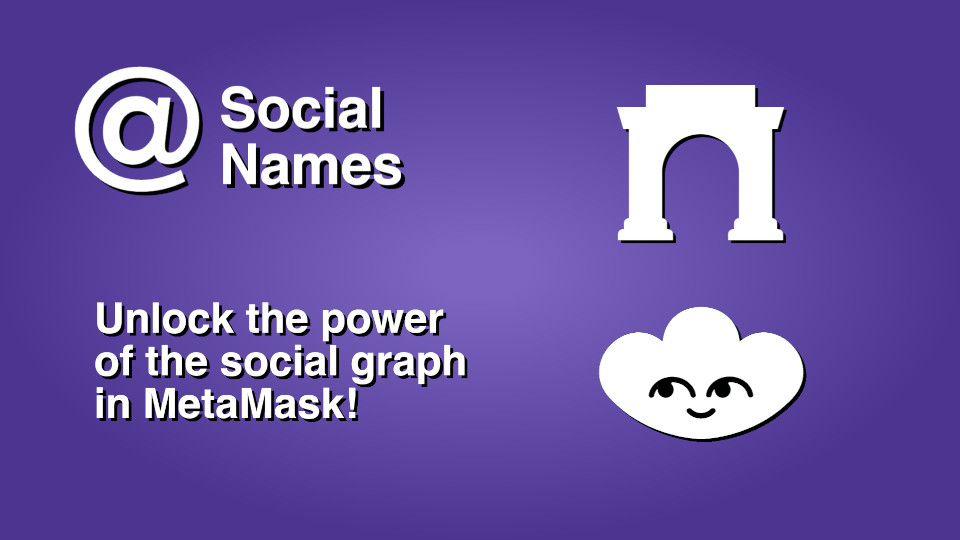 @ Social
Names
Unlock the power
of the social graph
in MetaMask!